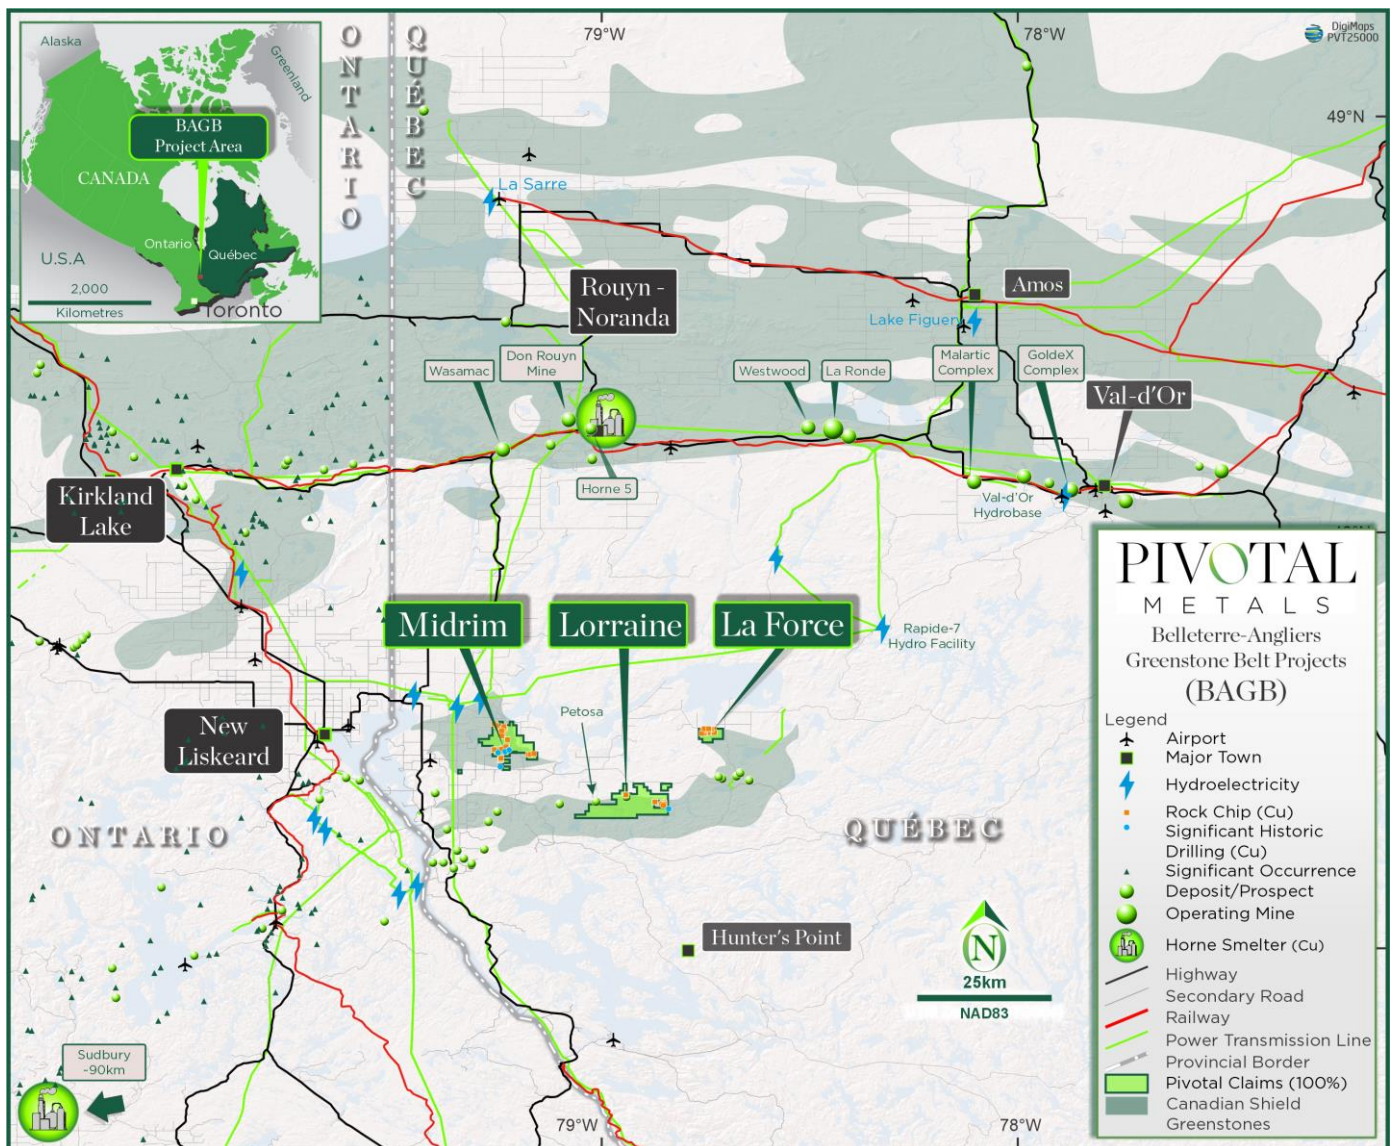 Alaska
Greenland
BAGB
Project Area
CANADA
Ontario
Québec
U.S.A
2,000
Kilometres
Toronto
ONTARIO
QUÉBEC
79°W
78°W
DigiMaps
PVT25000
49°N
La Sarre
Rouyn -
Noranda
Amos
Lake Figuery
Wasamac
Don Rouyn
Mine
Westwood
La Ronde
Malartic
Complex
GoldeX
Complex
Val-d'Or
Horne 5
Val-d'Or
Hydrobase
Kirkland
Lake
Midrim
Lorraine
La Force
Rapide-7
Hydro Facility
Petosa
New
Liskeard
ONTARIO
QUÉBEC
Hunter's Point
N
25km
NAD83
Sudbury
~90km
79°W
78°W
PIVOTAL
METALS
Belleterre-Angliers
Greenstone Belt Projects
(BAGB)
Legend
Airport
Major Town
Hydroelectricity
Rock Chip (Cu)
Significant Historic
Drilling (Cu)
Significant Occurrence
Deposit/Prospect
Operating Mine
Horne Smelter (Cu)
Highway
Secondary Road
Railway
Power Transmission Line
Provincial Border
Pivotal Claims (100%)
Canadian Shield
Greenstones